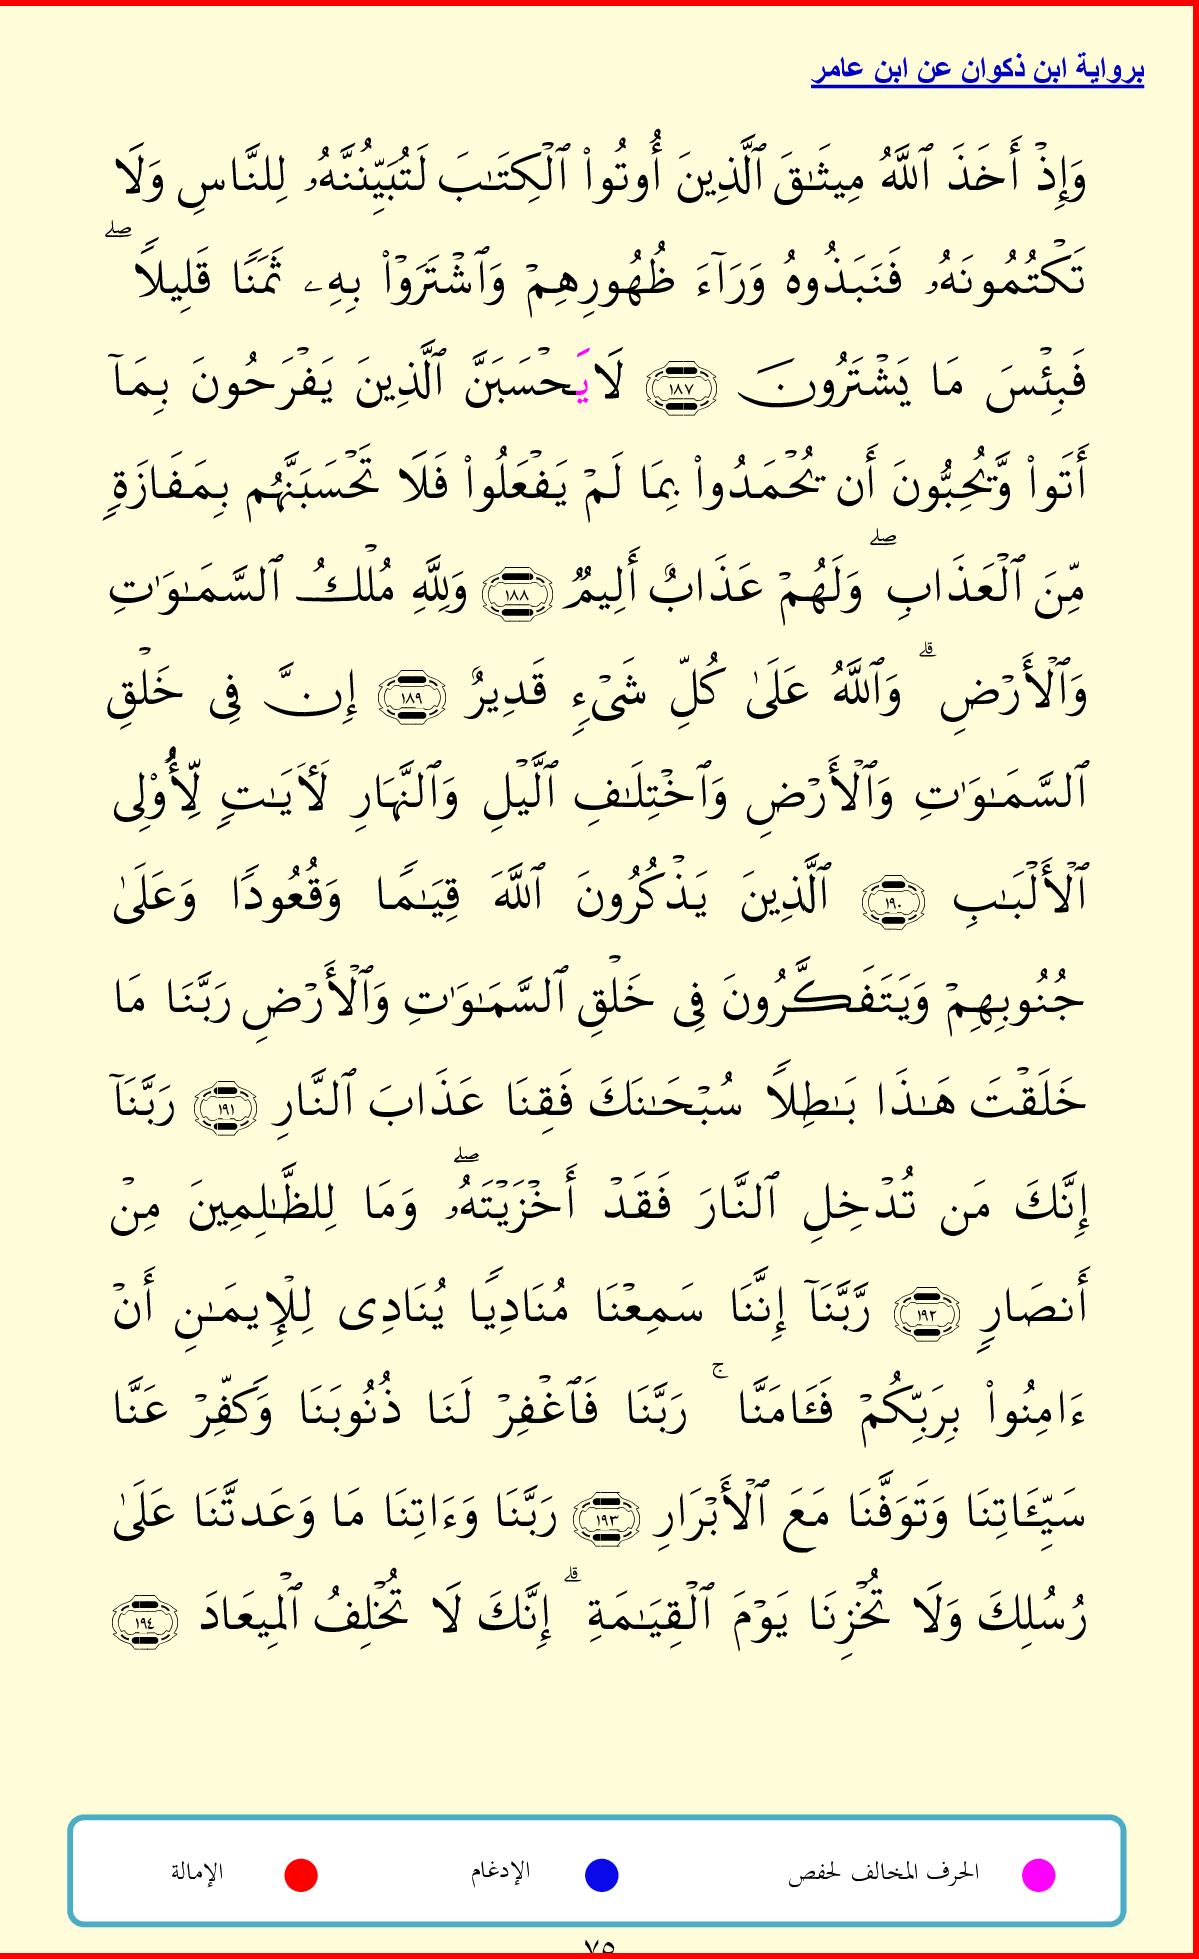 برواية ابن ذكوان عن ابن عامر
وَإِذۡ أَخَذَ ٱللَّهُ مِيثَٰقَ ٱلَّذِينَ أُوتُواْ ٱلۡكِتَٰبَ لَتُبَيِّنُنَّهُۥ لِلنَّاسِ وَلَا
تَكۡتُمُونَهُۥ فَنَبَذُوهُ وَرَآءَ ظُهُورِهِمۡ وَٱشۡتَرَوۡاْ بِهِۦ ثَمَنٗا قَلِيلٗاۖ
فَبِئۡسَ مَا يَشۡتَرُونَ ١٨٧ لَا يَحۡسَبَنَّ ٱلَّذِينَ يَفۡرَحُونَ بِمَآ
أَتَواْ وَّيُحِبُّونَ أَن يُحۡمَدُواْ بِمَا لَمۡ يَفۡعَلُواْ فَلَا تَحۡسَبَنَّهُم بِمَفَازَةٖ
مِّنَ ٱلۡعَذَابِۖ وَلَهُمۡ عَذَابٌ أَلِيمٞ ١٨٨ وَلِلَّهِ مُلۡكُ ٱلسَّمَٰوَٰتِ
وَٱلۡأَرۡضِۗ وَٱللَّهُ عَلَىٰ كُلِّ شَيۡءٖ قَدِيرٌ ١٨٩ إِنَّ فِي خَلۡقِ
ٱلسَّمَٰوَٰتِ وَٱلۡأَرۡضِ وَٱخۡتِلَٰفِ ٱلَّيۡلِ وَٱلنَّهَارِ لَأٓيَٰتٖ لِّأُوْلِي
ٱلۡأَلۡبَٰبِ ١٩٠ ٱلَّذِينَ يَذۡكُرُونَ ٱللَّهَ قِيَٰمٗا وَقُعُودٗا وَعَلَىٰ
جُنُوبِهِمۡ وَيَتَفَكَّرُونَ فِي خَلۡقِ ٱلسَّمَٰوَٰتِ وَٱلۡأَرۡضِ رَبَّنَا مَا
خَلَقۡتَ هَٰذَا بَٰطِلٗا سُبۡحَٰنَكَ فَقِنَا عَذَابَ ٱلنَّارِ ١٩١ رَبَّنَآ
إِنَّكَ مَن تُدۡخِلِ ٱلنَّارَ فَقَدۡ أَخۡزَيۡتَهُۥۖ وَمَا لِلظَّٰلِمِينَ مِنۡ
أَنصَارٖ ١٩٢ رَّبَّنَآ إِنَّنَا سَمِعۡنَا مُنَادِيٗا يُنَادِي لِلۡإِيمَٰنِ أَنۡ
ءَامِنُواْ بِرَبِّكُمۡ فَـَٔامَنَّاۚ رَبَّنَا فَٱغۡفِرۡ لَنَا ذُنُوبَنَا وَكَفِّرۡ عَنَّا
سَيِّـَٔاتِنَا وَتَوَفَّنَا مَعَ ٱلۡأَبۡرَارِ ١٩٣ رَبَّنَا وَءَاتِنَا مَا وَعَدتَّنَا عَلَىٰ
رُسُلِكَ وَلَا تُخۡزِنَا يَوۡمَ ٱلۡقِيَٰمَةِۗ إِنَّكَ لَا تُخۡلِفُ ٱلۡمِيعَادَ ١٩٤
الحرف المخالف لحفص الإدغام الإمالة
٧٥